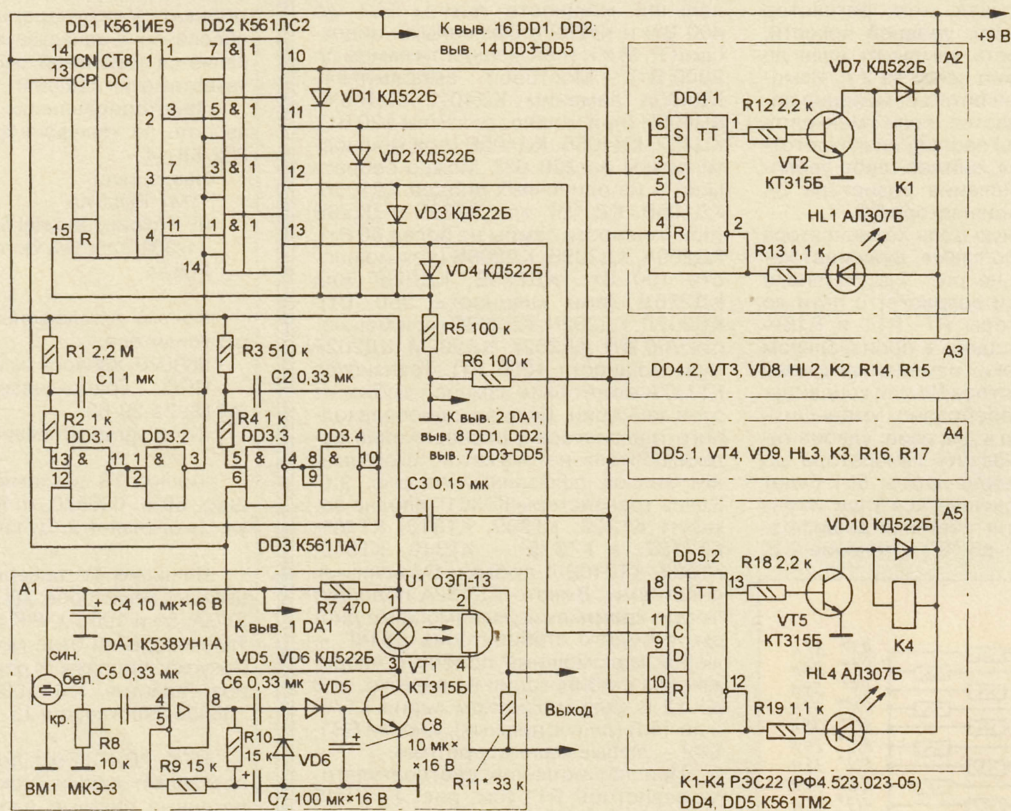 DD1 К561ИЕ9 DD2 К561ЛС2
К выв. 16 DD1, DD2;
выв. 14 DD3–DD5
+9 В
14 CN CT8 1 7 & 1 10
13 CP DC
2 3 5 & 1 11
3 7 3 & 1 12
15 R 4 11 1 & 1 13
14
VD1 КД522Б
VD2 КД522Б
VD3 КД522Б
VD4 КД522Б
A2
DD4.1
6 S TT 1
3 C
5 D
4 R 2
R12 2,2 к
VT2
КТ315Б
VD7 КД522Б
K1
HL1 АЛ307Б
R13 1,1 к
R1 2,2 М
C1 1 мк
R2 1 к
R3 510 к
C2 0,33 мк
R4 1 к
R5 100 к
R6 100 к
К выв. 2 DA1;
выв. 8 DD1, DD2;
выв. 7 DD3–DD5
DD3.1 DD3.2 DD3.3 DD3.4
13 & 11 1 & 3 5 & 4 8 & 10
12 2 6 9
DD3 К561ЛА7
C3 0,15 мк
A3
DD4.2, VT3, VD8, HL2, K2, R14, R15
A4
DD5.1, VT4, VD9, HL3, K3, R16, R17
A5
DD5.2
8 S TT 13
11 C
9 D
10 R 12
R18 2,2 к
VT5
КТ315Б
VD10 КД522Б
K4
HL4 АЛ307Б
R19 1,1 к
A1
C4 10 мк×16 В
К выв. 1 DA1
R7 470
U1 ОЭП-13
2
3
4
DA1 К538УН1А
VD5, VD6 КД522Б
VT1
КТ315Б
син.
бел.
кр.
C5 0,33 мк
C6 0,33 мк
VD5
VD6
4 8
5
R8
10 к
R9 15 к
R10
15 к
C7 100 мк×16 В
C8
10 мк×
×16 В
R11* 33 к
Выход
BM1 МКЭ-3
K1–K4 РЭС22 (РФ4.523.023-05)
DD4, DD5 К561ТМ2